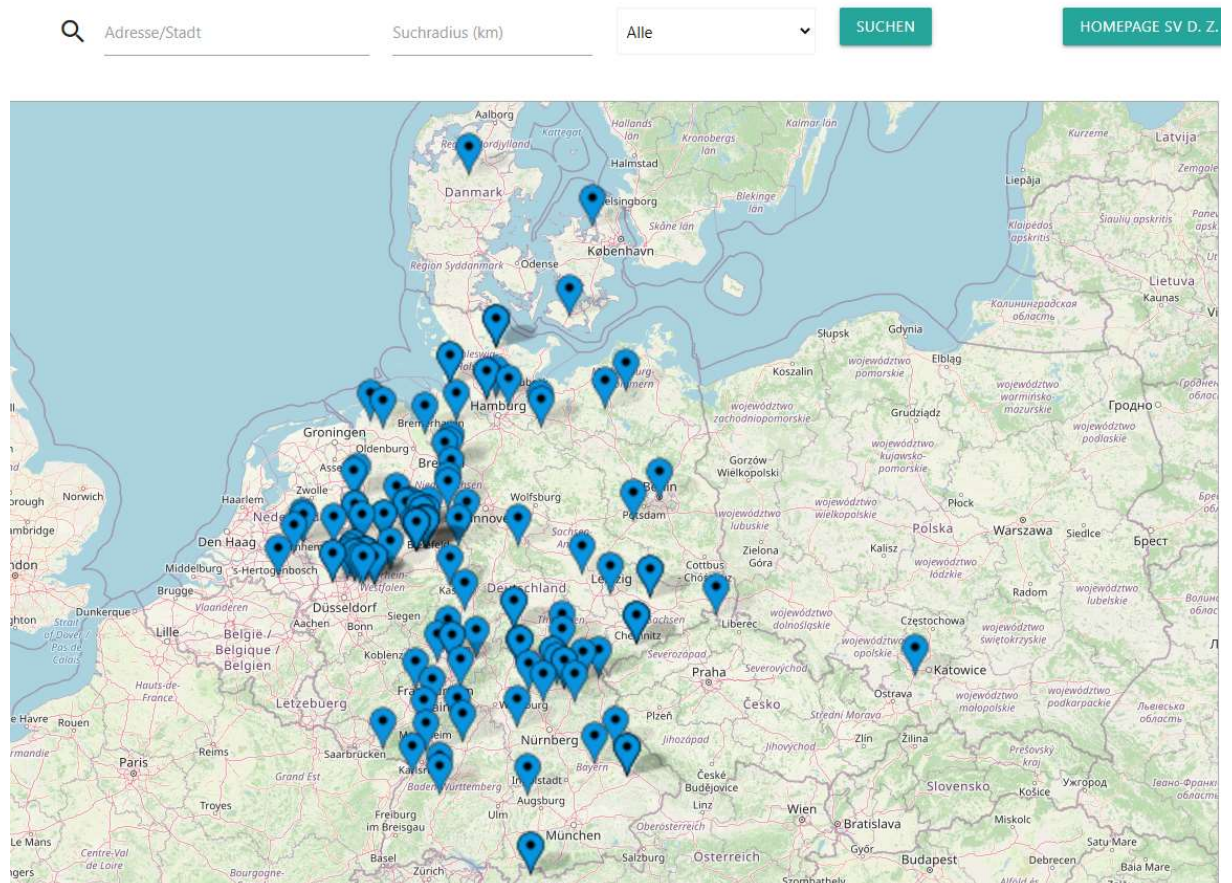 Adresse/Stadt
Suchradius (km)
Alle
SUCHEN
HOMEPAGE SV D. Z.
Aalborg
Kattegat
Hallands
län
Kronobergs
län
Kalmar län
Kurzeme
Latvija
Halmstad
Liepāja
Zemgale
Danmark
Blekinge
län
elsingborg
Skåne län
Klaipėdos
apskritis
Šiaulių apskritis
København
Region Syddanmark
Odense
Lietuva
Kaunas
Калининградская
область
Słupsk
Gdynia
Elbląg
Koszalin
województwo
pomorskie
województwo
warmińsko-
mazurskie
Гродно
Hamburg
województwo
zachodniopomorskie
Grudziądz
województwo
podlaskie
Groningen
Oldenburg
województwo
kujawsko-
pomorskie
Gorzów
Wielkopolski
Norwich
Haarlem
Zwolle
Wolfsburg
Potsdam
województwo
lubuskie
województwo
wielkopolskie
Płock
Polska
Warszawa
Siedlce
Брест
Den Haag
Middelburg
's-Hertogenbosch
Zielona
Góra
Kalisz
województwo
łódzkie
Brugge
Cottbus
Deutschland
Radom
województwo
lubelskie
Dunkerque
Vlaanderen
Düsseldorf
Aachen
Bonn
Siegen
Liberec
województwo
dolnośląskie
Częstochowa
województwo
świętokrzyskie
Lille
België /
Belgique /
Belgien
województwo
opolskie
Katowice
Severozápad
Severovýchod
Praha
Hauts-de-
France
Letzebuerg
Ostrava
województwo
małopolskie
województwo
podkarpackie
Львівська
область
Česko
Střední Morava
Rouen
Plzeň
Reims
Saarbrücken
Nürnberg
Jihozápad
Jihovýchod
Zlín
Žilina
Prešovský
kraj
Paris
Grand Est
Baden-Württemberg
Bayern
České
Budějovice
Slovensko
Košice
Ужгород
Troyes
Augsburg
Freiburg
im Breisgau
Ulm
Linz
Wien
Bratislava
Miskolc
München
Oberösterreich
Le Mans
Centre-Val
de Loire
Győr
Satu Mare
Basel
Salzburg
Österreich
Budapest
Debrecen
Baia Mare
Zürich